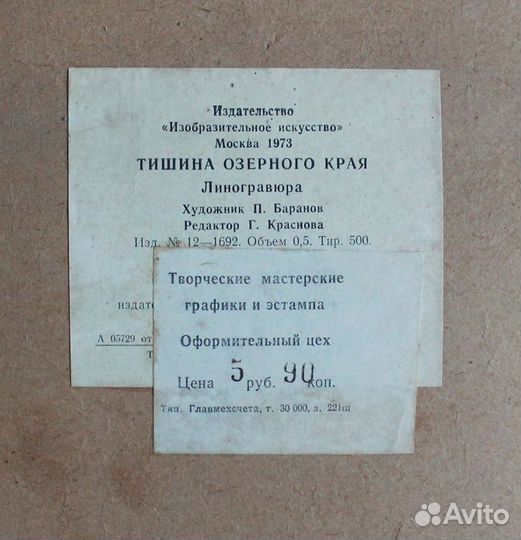 Издательство
«Изобразительное искусство»
Москва 1973
ТИШИНА ОЗЕРНОГО КРАЯ
Линогравюра
Художник П. Баранов
Редактор Г. Краснова
Изд. № 12—1692. Объем 0,5. Тир. 500.
А 05729 от
Творческие мастерские
графики и эстампа
Оформительный цех
Цена 5 руб. 90 коп.
Тип. Главмехсчета, т. 30 000, з. 221ш
Avito